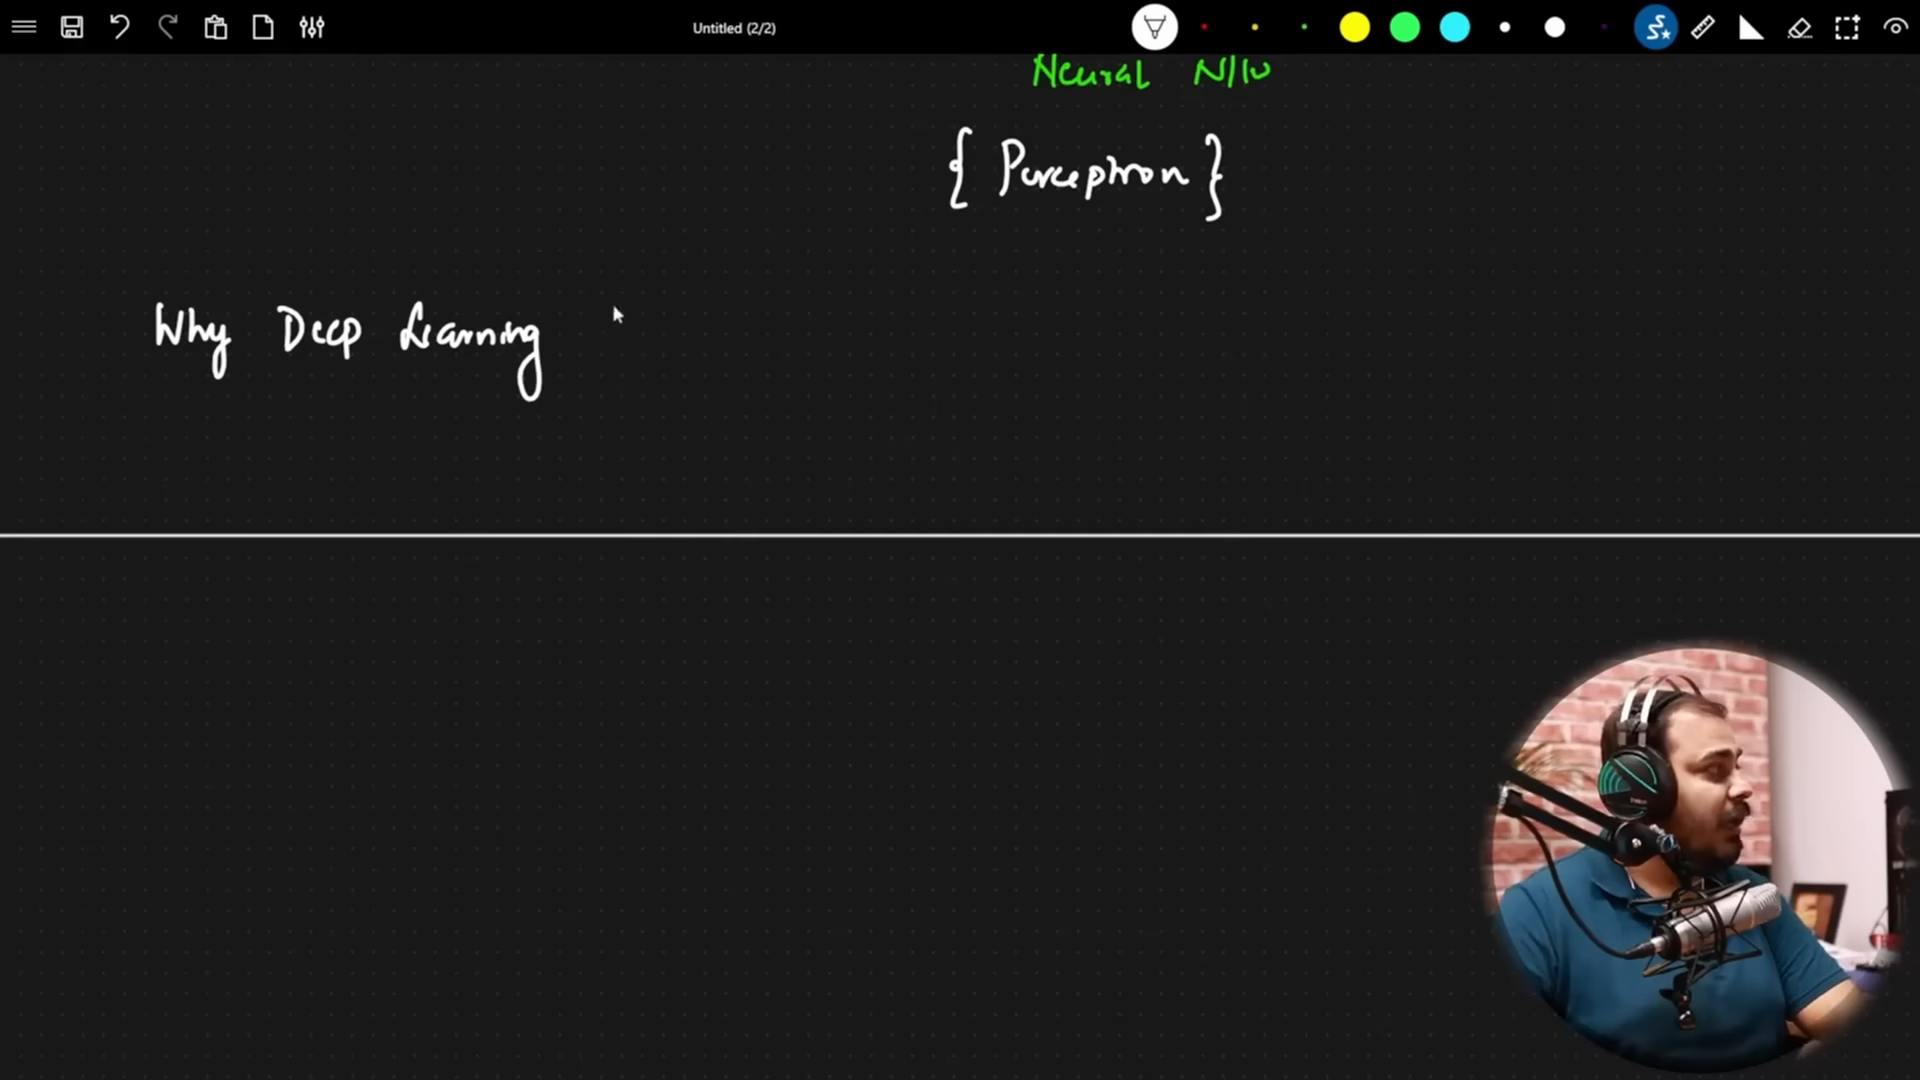 Untitled (2/2)
Neural N/W
{ Perceptron }
Why Deep Learning